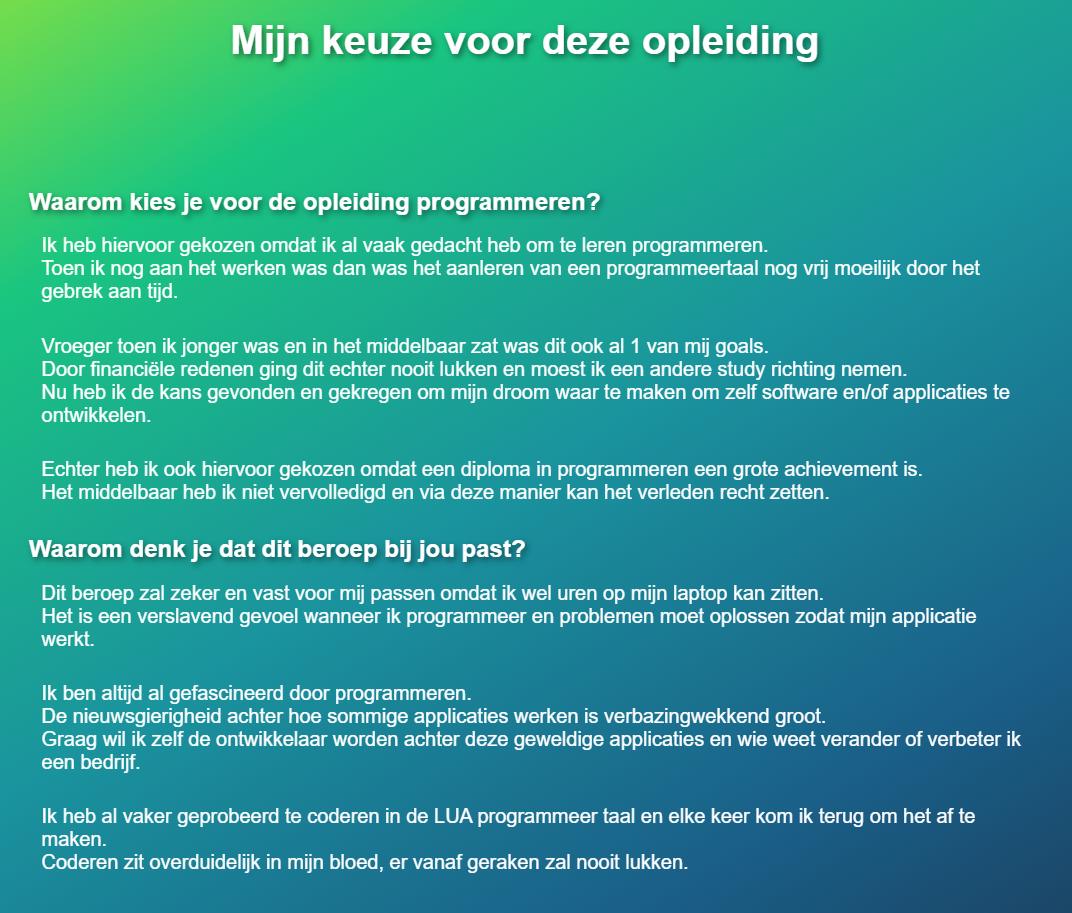 Mijn keuze voor deze opleiding
Waarom kies je voor de opleiding programmeren?
Ik heb hiervoor gekozen omdat ik al vaak gedacht heb om te leren programmeren.
Toen ik nog aan het werken was dan was het aanleren van een programmeertaal nog vrij moeilijk door het
gebrek aan tijd.
Vroeger toen ik jonger was en in het middelbaar zat was dit ook al 1 van mij goals.
Door financiële redenen ging dit echter nooit lukken en moest ik een andere study richting nemen.
Nu heb ik de kans gevonden en gekregen om mijn droom waar te maken om zelf software en/of applicaties te
ontwikkelen.
Echter heb ik ook hiervoor gekozen omdat een diploma in programmeren een grote achievement is.
Het middelbaar heb ik niet vervolledigd en via deze manier kan het verleden recht zetten.
Waarom denk je dat dit beroep bij jou past?
Dit beroep zal zeker en vast voor mij passen omdat ik wel uren op mijn laptop kan zitten.
Het is een verslavend gevoel wanneer ik programmeer en problemen moet oplossen zodat mijn applicatie
werkt.
Ik ben altijd al gefascineerd door programmeren.
De nieuwsgierigheid achter hoe sommige applicaties werken is verbazingwekkend groot.
Graag wil ik zelf de ontwikkelaar worden achter deze geweldige applicaties en wie weet verander of verbeter ik
een bedrijf.
Ik heb al vaker geprobeerd te coderen in de LUA programmeer taal en elke keer kom ik terug om het af te
maken.
Coderen zit overduidelijk in mijn bloed, er vanaf geraken zal nooit lukken.